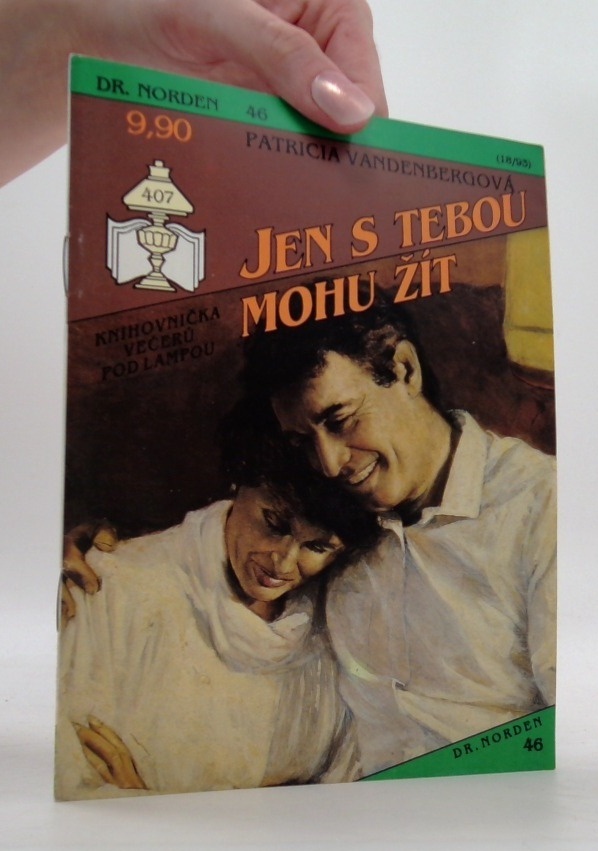 DR. NORDEN 46
9,90
PATRICIA VANDENBERGOVÁ
(18/95)
407
JEN S TEBOU
MOHU ŽÍT
KNIHOVNIČKA
VEČERŮ
POD LAMPOU
DR. NORDEN
46